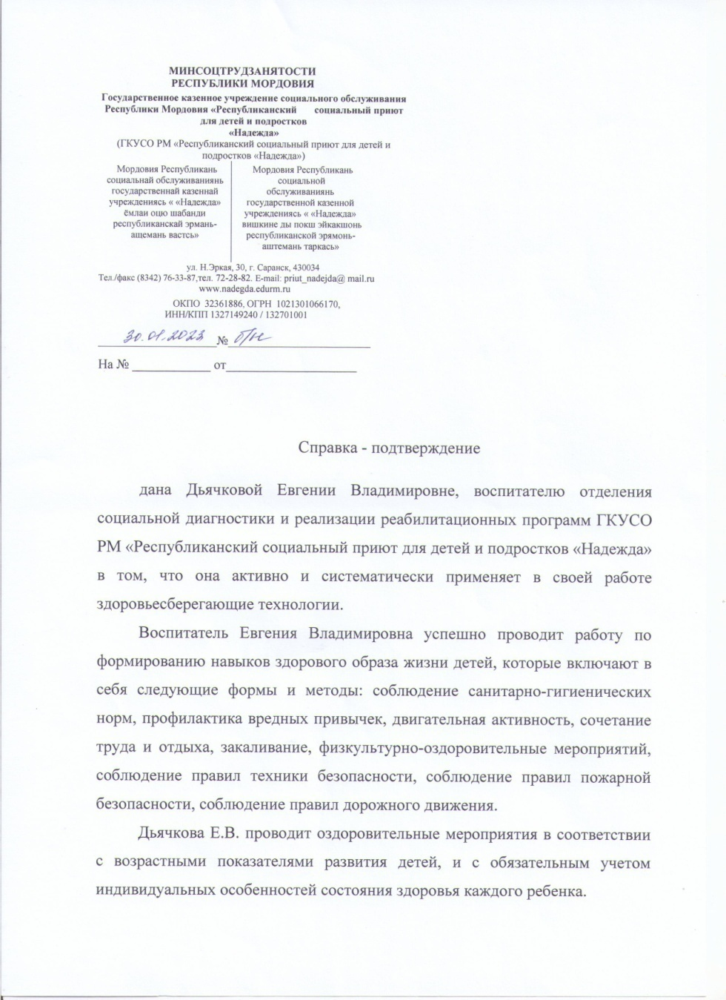 МИНСОЦТРУДЗАНЯТОСТИ
РЕСПУБЛИКИ МОРДОВИЯ
Государственное казенное учреждение социального обслуживания
Республики Мордовия «Республиканский социальный приют
для детей и подростков
«Надежда»
(ГКУСО РМ «Республиканский социальный приют для детей и
подростков «Надежда»)
Мордовия Республикань
социальнай обслуживаниянь
государственнай казеннай
учреждениясь « «Надежда»
ёмлаи оцю шабанди
республиканскай эрмань-
ащемань вастсь»
Мордовия Республикань
социальной
обслуживаниянь
государственной казенной
учреждениясь « «Надежда»
вишкине ды покш эйкакшонь
республиканской эрямонь-
аштемань таркась»
ул. Н.Эркая, 30, г. Саранск, 430034
Тел./факс (8342) 76-33-87,тел. 72-28-82. E-mail: priut_nadejda@ mail.ru
www.nadegda.edurm.ru
ОКПО 32361886, ОГРН 1021301066170,
ИНН/КПП 1327149240 / 132701001
30.01.2023 № б/н
На № ____________ от____________________
Справка - подтверждение
дана Дьячковой Евгении Владимировне, воспитателю отделения
социальной диагностики и реализации реабилитационных программ ГКУСО
РМ «Республиканский социальный приют для детей и подростков «Надежда»
в том, что она активно и систематически применяет в своей работе
здоровьесберегающие технологии.
Воспитатель Евгения Владимировна успешно проводит работу по
формированию навыков здорового образа жизни детей, которые включают в
себя следующие формы и методы: соблюдение санитарно-гигиенических
норм, профилактика вредных привычек, двигательная активность, сочетание
труда и отдыха, закаливание, физкультурно-оздоровительные мероприятий,
соблюдение правил техники безопасности, соблюдение правил пожарной
безопасности, соблюдение правил дорожного движения.
Дьячкова Е.В. проводит оздоровительные мероприятия в соответствии
с возрастными показателями развития детей, и с обязательным учетом
индивидуальных особенностей состояния здоровья каждого ребенка.